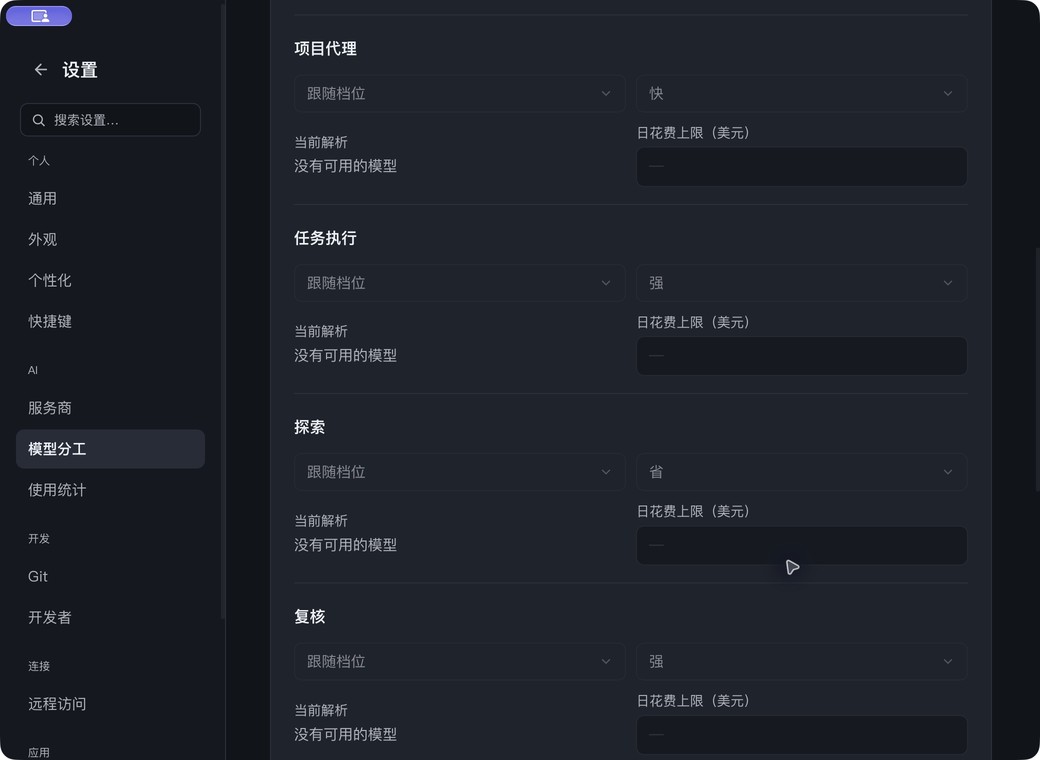 设置
搜索设置...
个人
通用
外观
个性化
快捷键
AI
服务商
模型分工
使用统计
开发
Git
开发者
连接
远程访问
应用
项目代理
跟随档位
快
当前解析
没有可用的模型
日花费上限（美元）
—
任务执行
跟随档位
强
当前解析
没有可用的模型
日花费上限（美元）
—
探索
跟随档位
省
当前解析
没有可用的模型
日花费上限（美元）
—
复核
跟随档位
强
当前解析
没有可用的模型
日花费上限（美元）
—